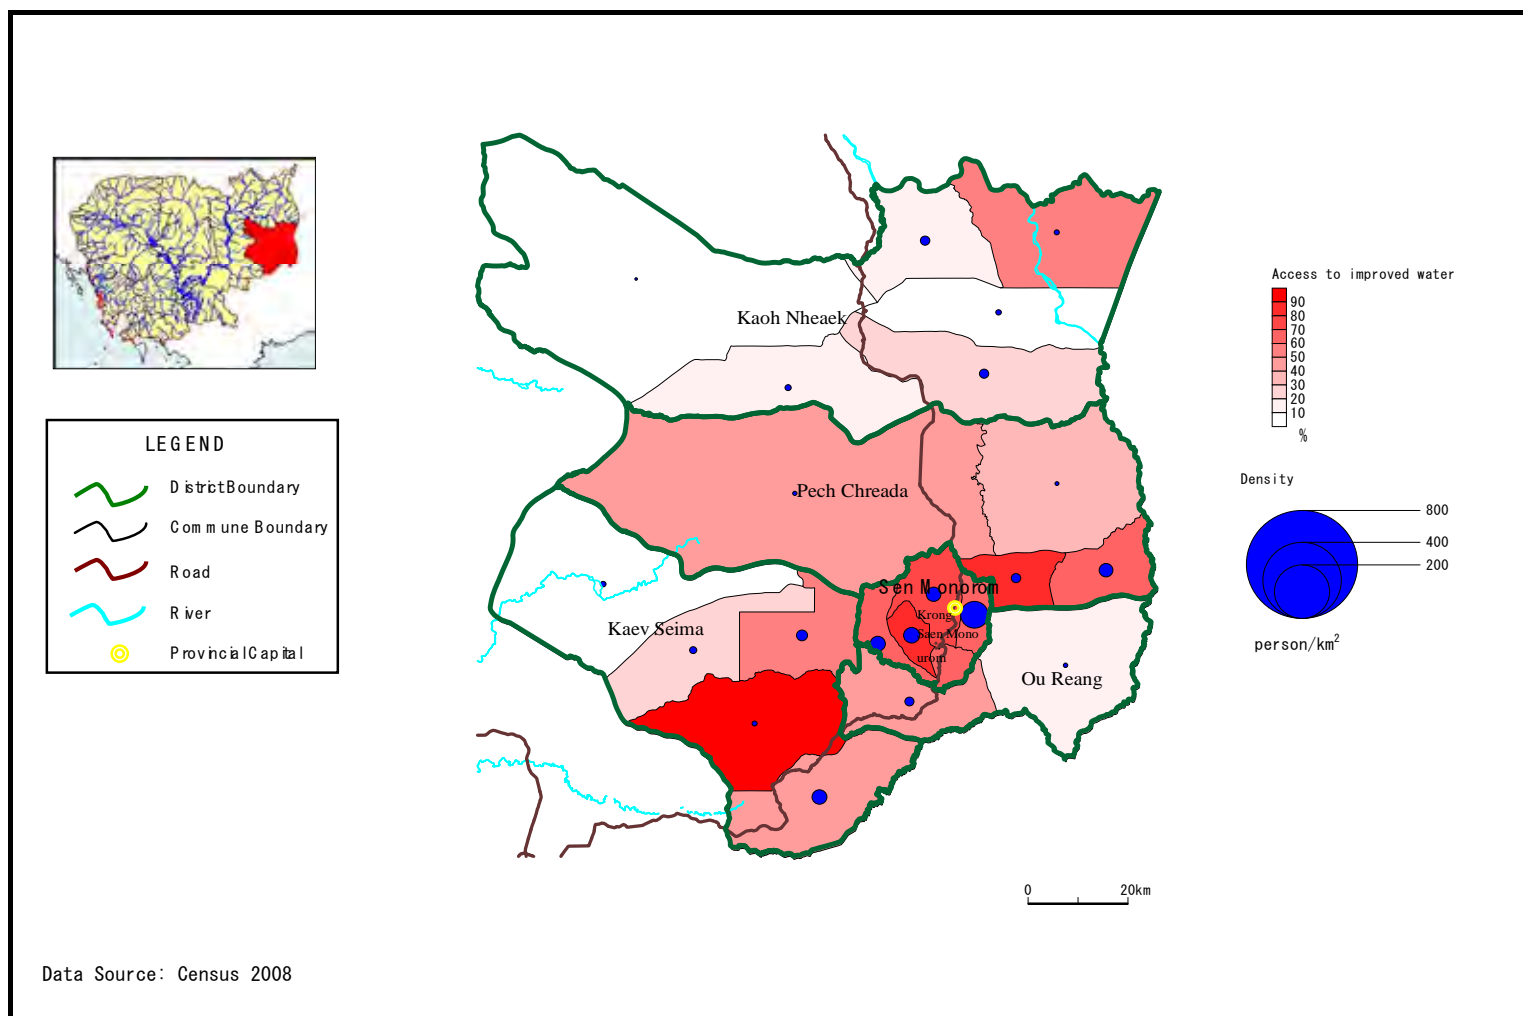 Kaoh Nheaek
Access to improved water
90
80
70
60
50
40
30
20
10
%
LEGEND
District Boundary
Commune Boundary
Road
River
Provincial Capital
Pech Chreada
Density
800
400
200
person/km²
Sen Monorom
Krong
Saen Mono
urom
Kaev Seima
Ou Reang
0 20km
Data Source: Census 2008